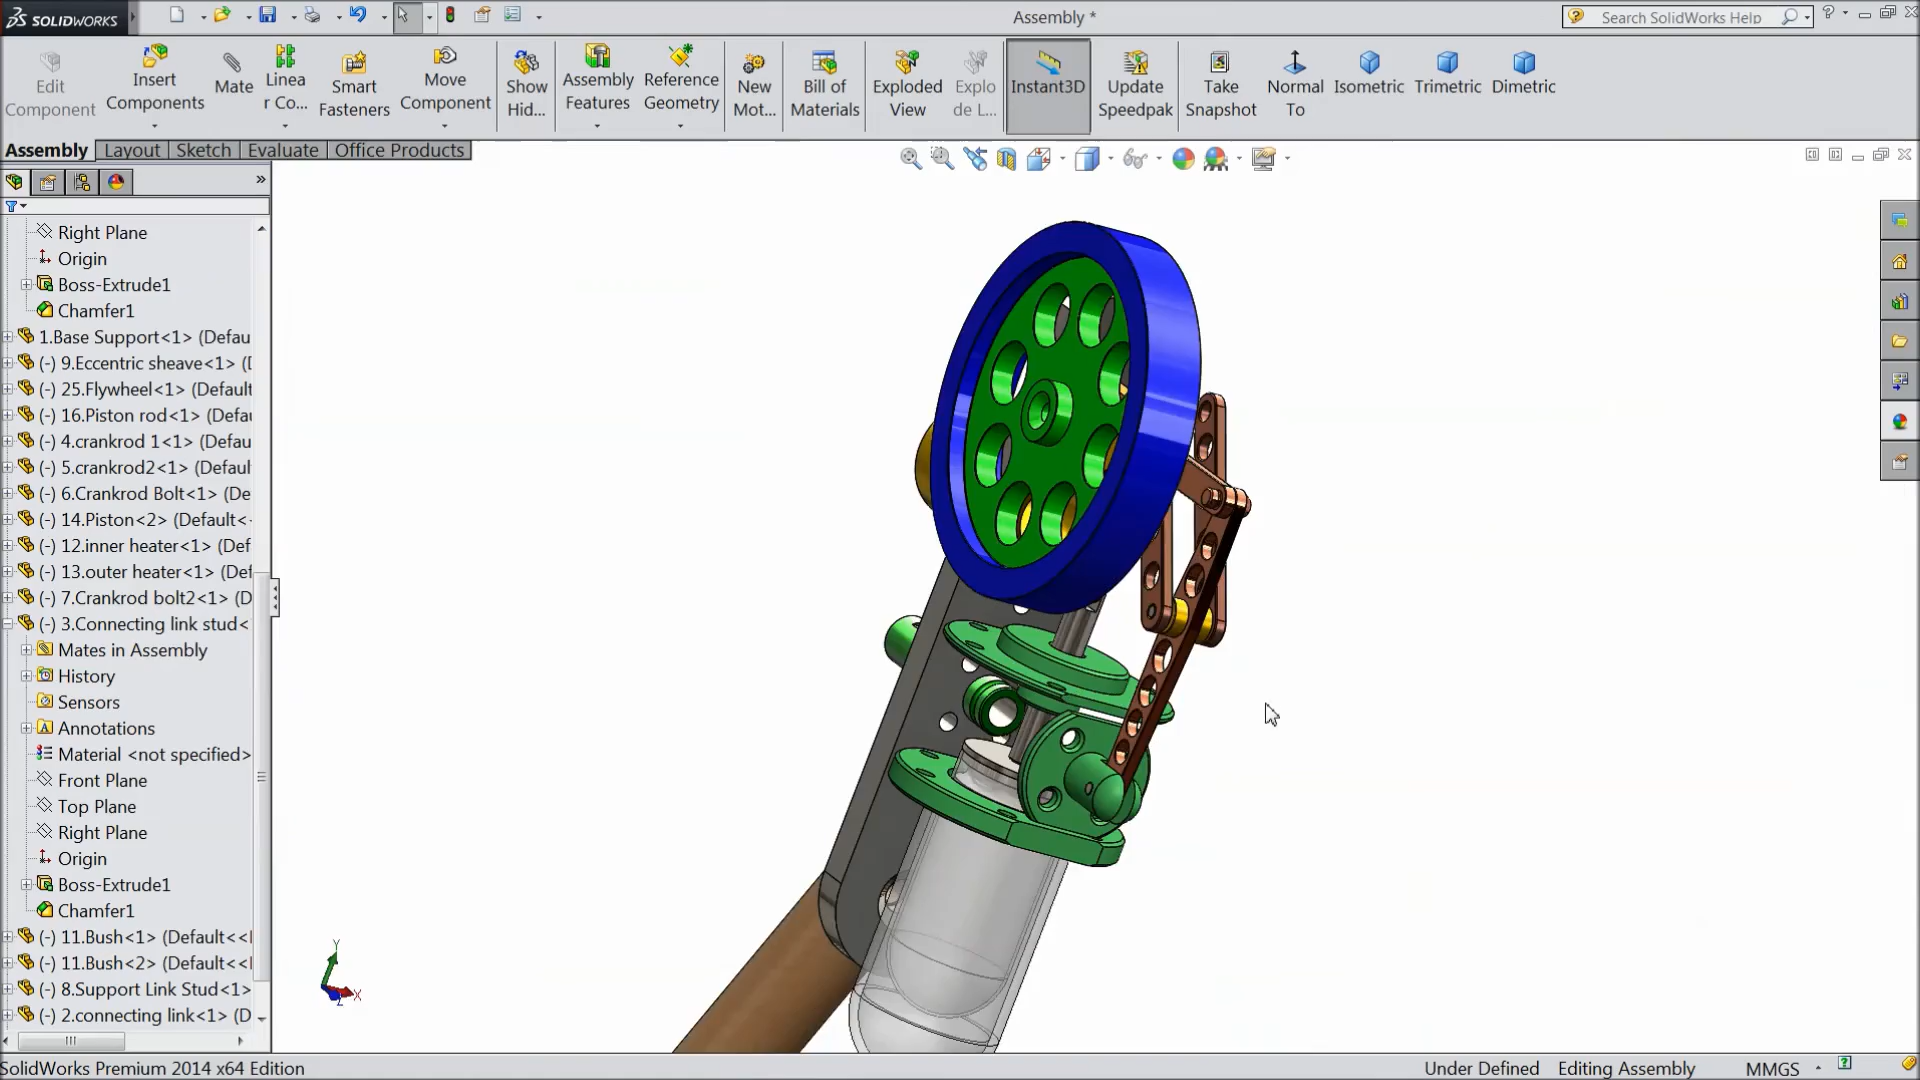 SOLIDWORKS
Assembly *
Search SolidWorks Help
Edit
Component
Insert
Components
Mate
Linea
r Co...
Smart
Fasteners
Move
Component
Show
Hid...
Assembly
Features
Reference
Geometry
New
Mot...
Bill of
Materials
Exploded
View
Explo
de L...
Instant3D
Update
Speedpak
Take
Snapshot
Normal
To
Isometric
Trimetric
Dimetric
Assembly
Layout
Sketch
Evaluate
Office Products
Right Plane
Origin
Boss-Extrude1
Chamfer1
1.Base Support<1> (Defau
(-) 9.Eccentric sheave<1> (D
(-) 25.Flywheel<1> (Default
(-) 16.Piston rod<1> (Defau
(-) 4.crankrod 1<1> (Defaul
(-) 5.crankrod2<1> (Defaul
(-) 6.Crankrod Bolt<1> (De
(-) 14.Piston<2> (Default<-
(-) 12.inner heater<1> (Def
(-) 13.outer heater<1> (Def
(-) 7.Crankrod bolt2<1> (D
(-) 3.Connecting link stud<
Mates in Assembly
History
Sensors
Annotations
Material <not specified>
Front Plane
Top Plane
Right Plane
Origin
Boss-Extrude1
Chamfer1
(-) 11.Bush<1> (Default<<
(-) 11.Bush<2> (Default<<
(-) 8.Support Link Stud<1>
(-) 2.connecting link<1> (D
Y
X
Z
SolidWorks Premium 2014 x64 Edition
Under Defined
Editing Assembly
MMGS